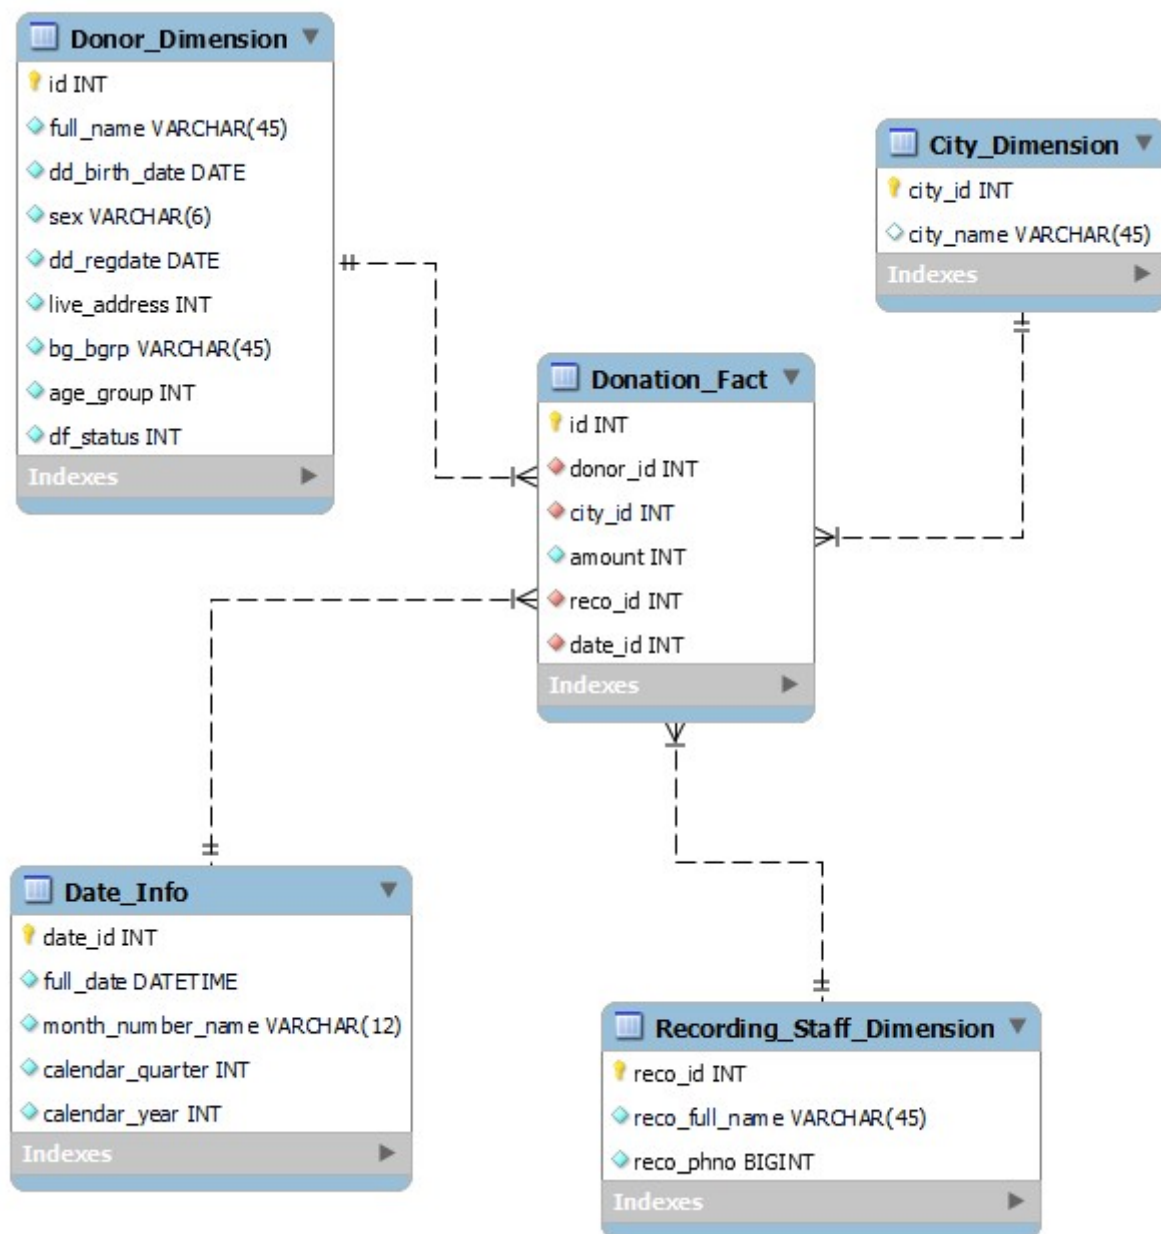 Donor_Dimension
id INT
full_name VARCHAR(45)
dd_birth_date DATE
sex VARCHAR(6)
dd_regdate DATE
live_address INT
bg_bgrp VARCHAR(45)
age_group INT
df_status INT
Indexes
City_Dimension
city_id INT
city_name VARCHAR(45)
Indexes
Donation_Fact
id INT
donor_id INT
city_id INT
amount INT
reco_id INT
date_id INT
Indexes
Date_Info
date_id INT
full_date DATETIME
month_number_name VARCHAR(12)
calendar_quarter INT
calendar_year INT
Indexes
Recording_Staff_Dimension
reco_id INT
reco_full_name VARCHAR(45)
reco_phno BIGINT
Indexes